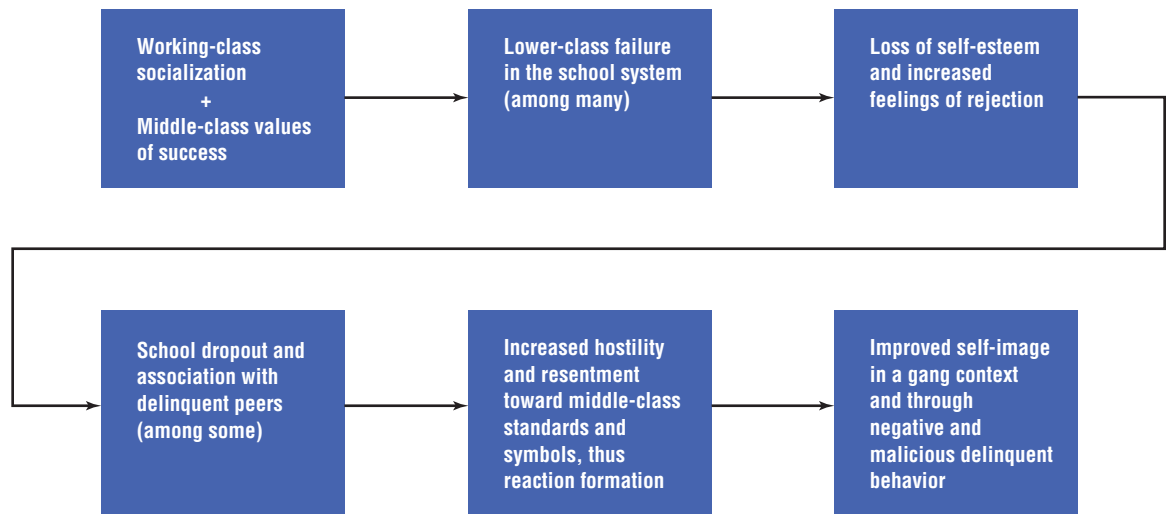 Working-class
socialization
+
Middle-class values
of success
Lower-class failure
in the school system
(among many)
Loss of self-esteem
and increased
feelings of rejection
School dropout and
association with
delinquent peers
(among some)
Increased hostility
and resentment
toward middle-class
standards and
symbols, thus
reaction formation
Improved self-image
in a gang context
and through
negative and
malicious delinquent
behavior